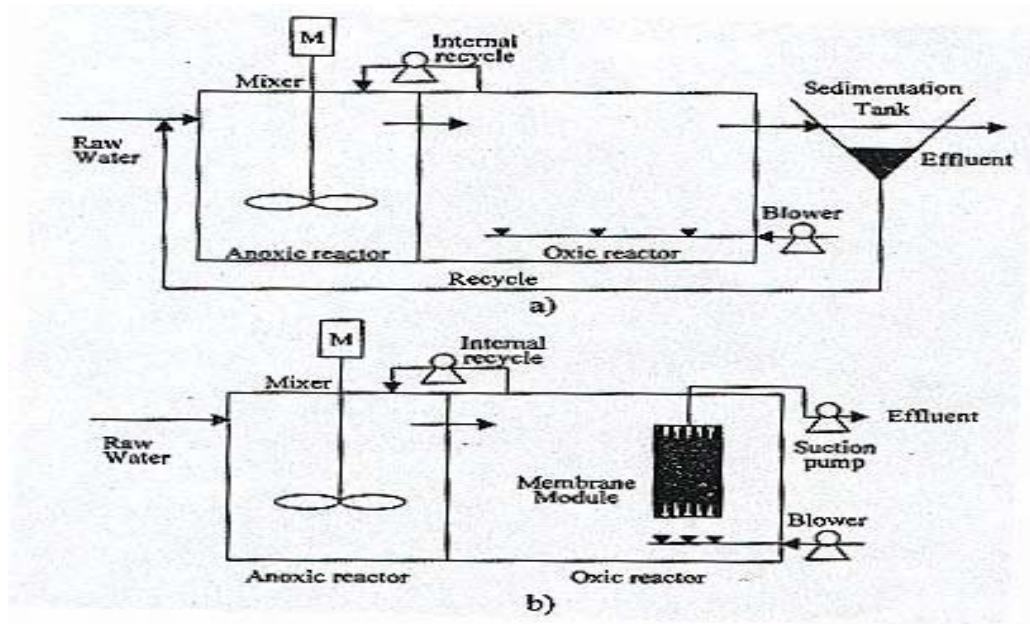 M
Internal
recycle
Mixer
Sedimentation
Tank
Raw
Water
Effluent
Blower
Anoxic reactor
Oxic reactor
Recycle
a)
M
Internal
recycle
Mixer
Effluent
Raw
Water
Suction
pump
Membrane
Module
Blower
Anoxic reactor
Oxic reactor
b)